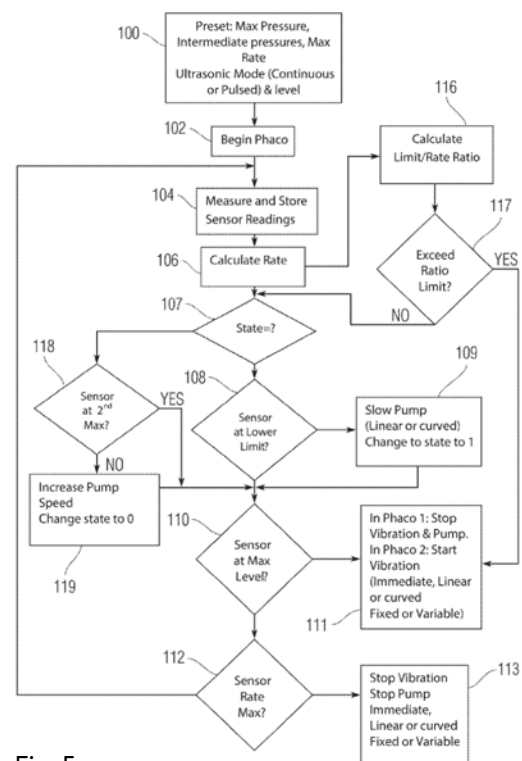 100
Preset: Max Pressure,
Intermediate pressures, Max
Rate
Ultrasonic Mode (Continuous
or Pulsed) & level
102
Begin Phaco
116
Calculate
Limit/Rate Ratio
104
Measure and Store
Sensor Readings
117
Exceed
Ratio
Limit?
YES
NO
106
Calculate Rate
107
State=?
118
Sensor
at 2nd
Max?
YES
NO
108
Sensor
at Lower
Limit?
109
Slow Pump
(Linear or curved)
Change to state to 1
Increase Pump
Speed
Change state to 0
119
110
Sensor
at Max
Level?
In Phaco 1: Stop
Vibration & Pump.
In Phaco 2: Start
Vibration
(Immediate, Linear
or curved
Fixed or Variable)
111
112
Sensor
Rate
Max?
113
Stop Vibration
Stop Pump
Immediate,
Linear or curved
Fixed or Variable